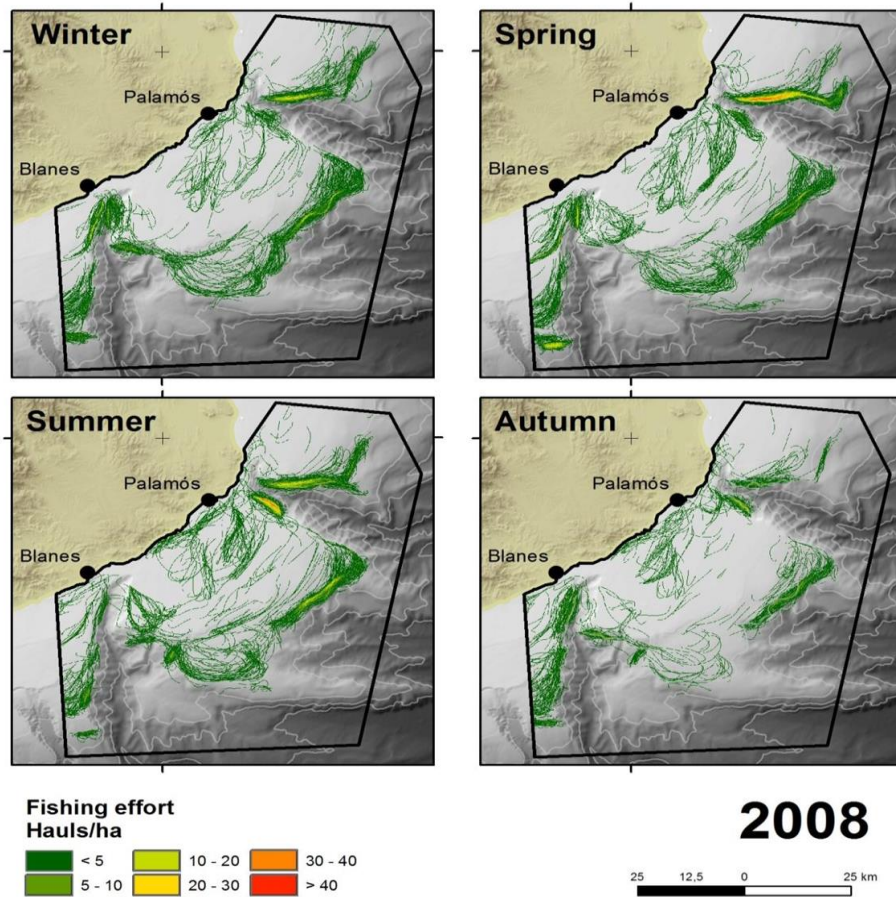 Winter
Palamós
Blanes
Spring
Palamós
Blanes
Summer
Palamós
Blanes
Autumn
Palamós
Blanes
Fishing effort
Hauls/ha
< 5
10 - 20
30 - 40
5 - 10
20 - 30
> 40
2008
25 12,5 0 25 km